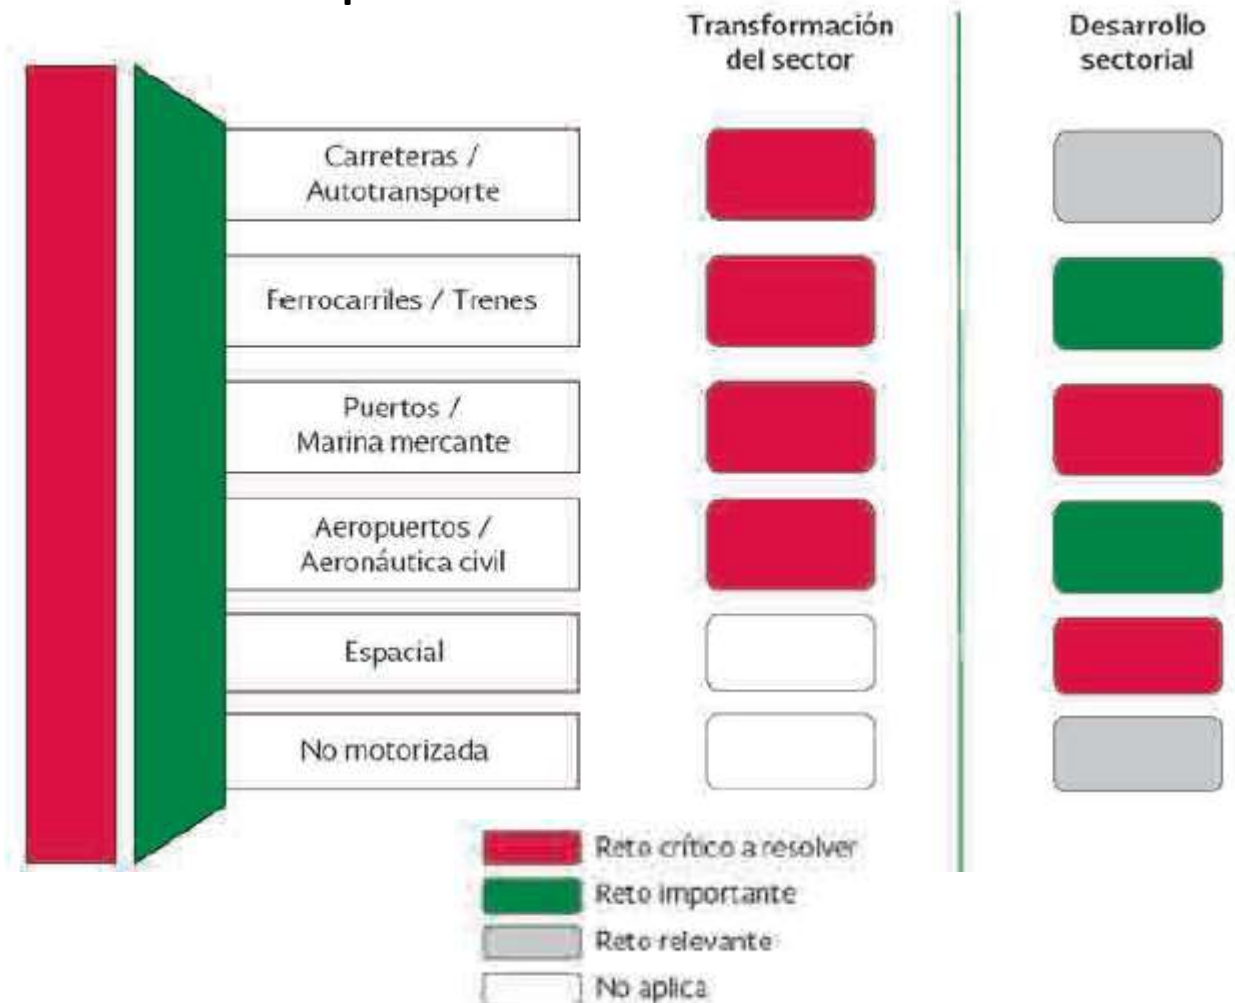 Transformación
del sector
Desarrollo
sectorial
Carreteras /
Autotransporte
Ferrocarriles / Trenes
Puertos /
Marina mercante
Aeropuertos /
Aeronáutica civil
Espacial
No motorizada
Reto crítico a resolver
Reto importante
Reto relevante
No aplica